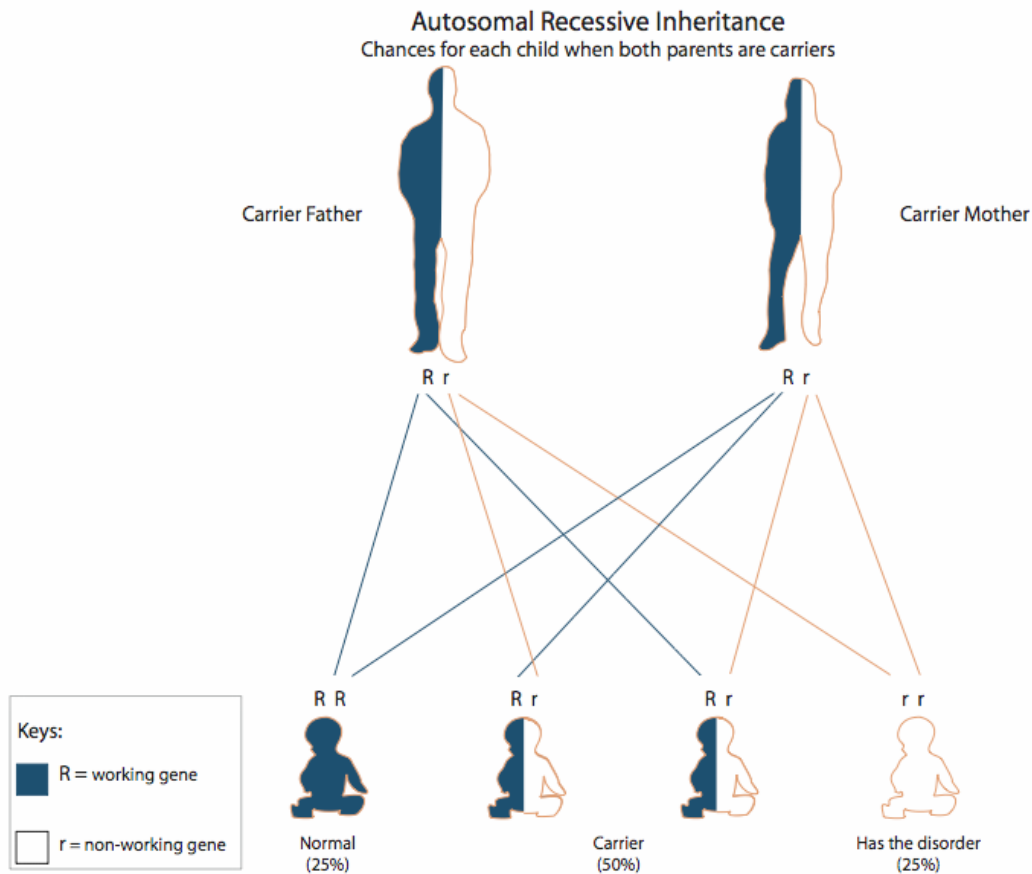 Autosomal Recessive Inheritance
Chances for each child when both parents are carriers
Carrier Father
Carrier Mother
R r
R r
R R
R r
R r
r r
Keys:
R = working gene
r = non-working gene
Normal
(25%)
Carrier
(50%)
Has the disorder
(25%)